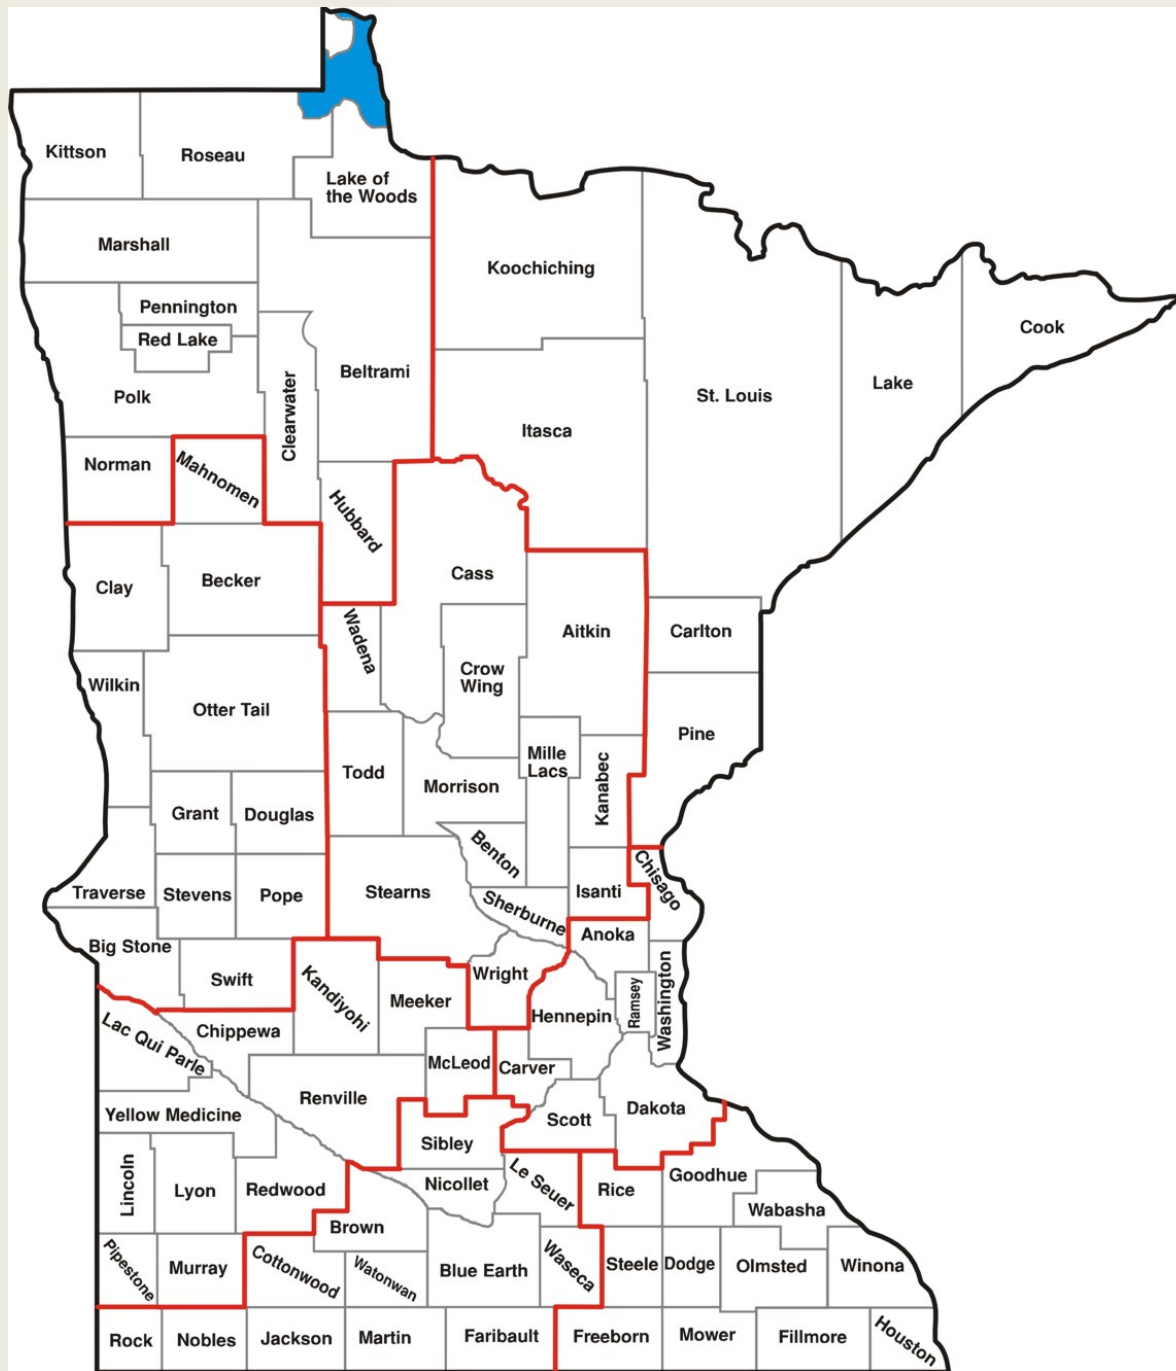 Kittson
Roseau
Lake of
the Woods
Marshall
Koochiching
Pennington
Red Lake
Cook
Beltrami
Lake
St. Louis
Polk
Clearwater
Itasca
Norman
Mahnomen
Hubbard
Cass
Becker
Clay
Wadena
Aitkin
Carlton
Crow
Wing
Wilkin
Otter Tail
Pine
Mille
Lacs
Todd
Morrison
Kanabec
Grant
Douglas
Benton
Chisago
Traverse
Stevens
Pope
Stearns
Isanti
Sherburne
Anoka
Big Stone
Swift
Kandiyohi
Wright
Washington
Meeker
Ramsey
Hennepin
Chippewa
Lac Qui Parle
McLeod
Carver
Renville
Yellow Medicine
Dakota
Scott
Sibley
Lincoln
Lyon
Redwood
Nicollet
Le Seuer
Rice
Goodhue
Wabasha
Brown
Pipestone
Murray
Cottonwood
Watonwan
Blue Earth
Waseca
Steele
Dodge
Olmsted
Winona
Rock
Nobles
Jackson
Martin
Faribault
Freeborn
Mower
Fillmore
Houston